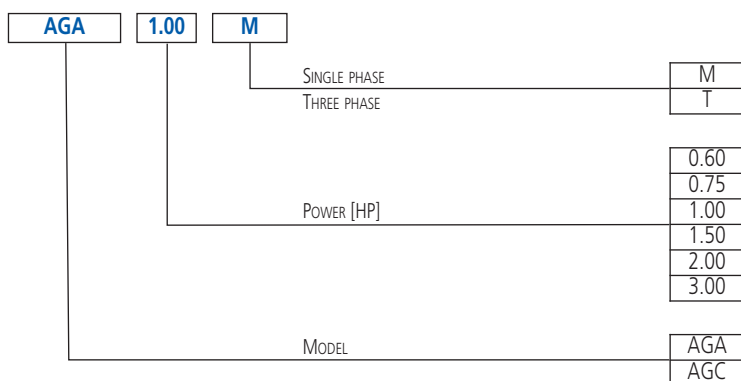 AGA 1.00 M
Single phase M
Three phase T
0.60
0.75
Power [HP] 1.00
1.50
2.00
3.00
Model AGA
AGC